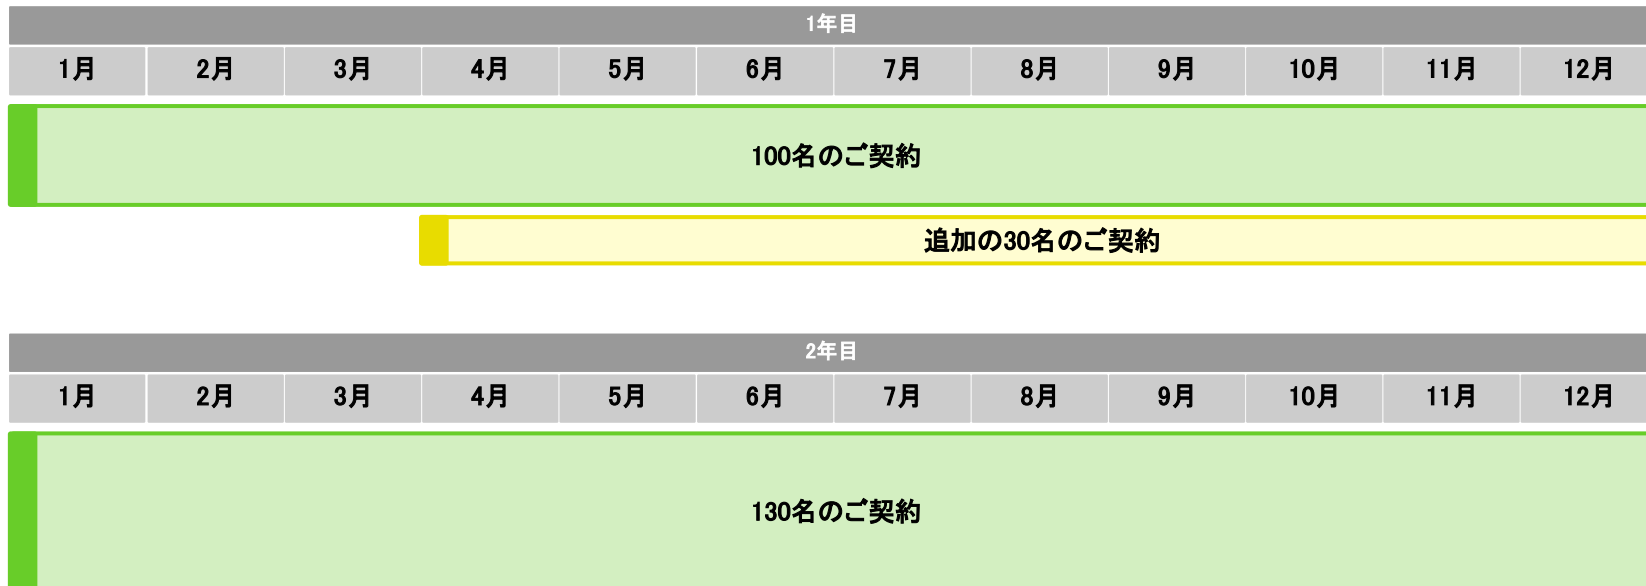 1年目
1月 2月 3月 4月 5月 6月 7月 8月 9月 10月 11月 12月
100名のご契約
追加の30名のご契約
2年目
1月 2月 3月 4月 5月 6月 7月 8月 9月 10月 11月 12月
130名のご契約